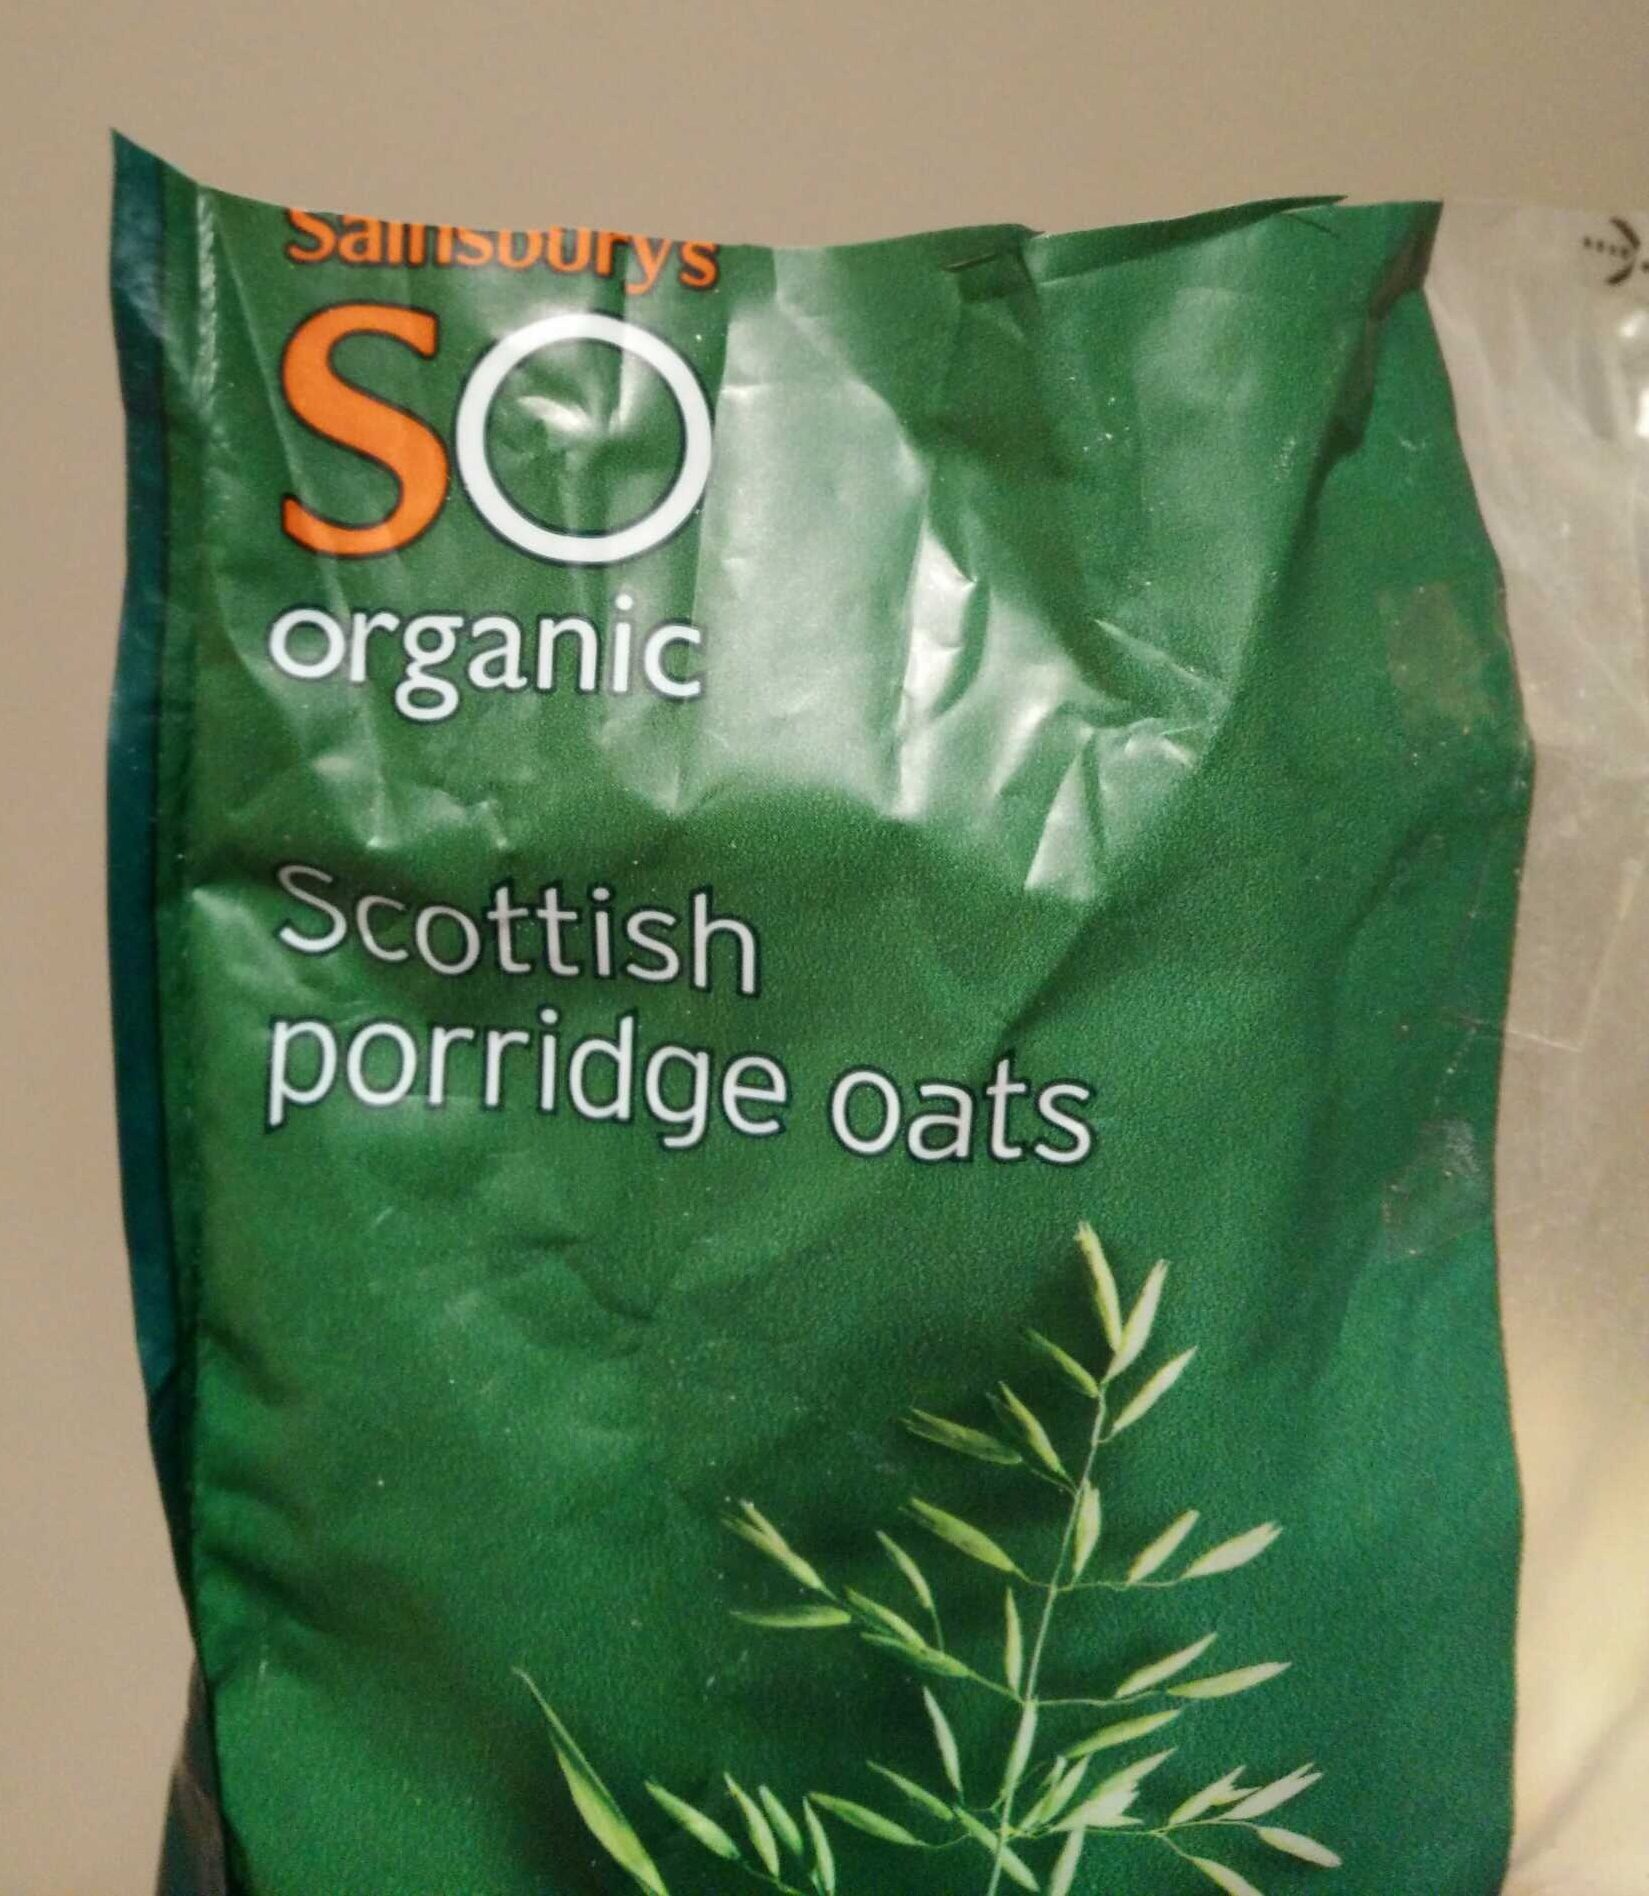 Sainsbury's
SO
organic
Scottish
porridge oats